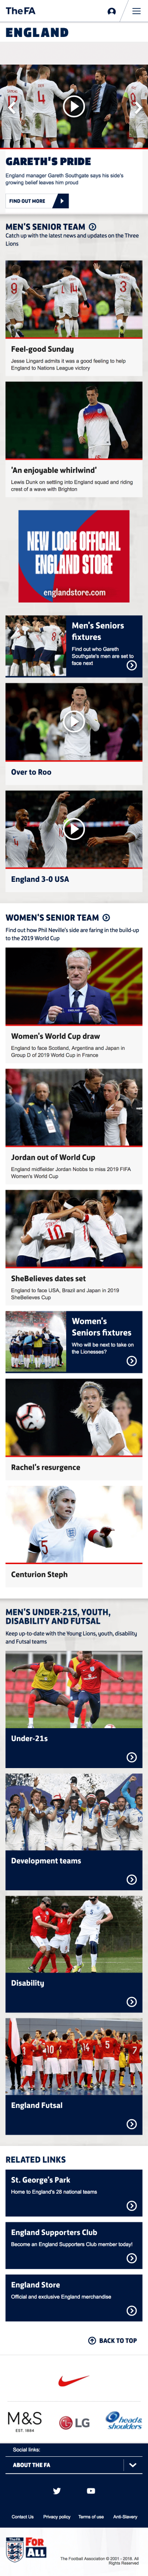 TheFA
ENGLAND
GARETH'S PRIDE
England manager Gareth Southgate says his side's
growing belief leaves him proud
FIND OUT MORE
MEN'S SENIOR TEAM
Catch up with the latest news and updates on the Three
Lions
Feel-good Sunday
Jesse Lingard admits it was a good feeling to help
England to Nations League victory
'An enjoyable whirlwind'
Lewis Dunk on settling into England squad and riding
crest of a wave with Brighton
NEW LOOK OFFICIAL
ENGLAND STORE
englandstore.com
Men's Seniors
fixtures
Find out who Gareth
Southgate's men are set to
face next
Over to Roo
England 3-0 USA
WOMEN'S SENIOR TEAM
Find out how Phil Neville's side are faring in the build-up
to the 2019 World Cup
Women's World Cup draw
England to face Scotland, Argentina and Japan in
Group D of 2019 World Cup in France
Jordan out of World Cup
England midfielder Jordan Nobbs to miss 2019 FIFA
Women's World Cup
SheBelieves dates set
England to face USA, Brazil and Japan in 2019
SheBelieves Cup
Women's
Seniors fixtures
Who will be next to take on
the Lionesses?
Rachel's resurgence
Centurion Steph
MEN'S UNDER-21S, YOUTH,
DISABILITY AND FUTSAL
Keep up-to-date with the Young Lions, youth, disability
and Futsal teams
Under-21s
Development teams
Disability
England Futsal
RELATED LINKS
St. George's Park
Home to England's 28 national teams
England Supporters Club
Become an England Supporters Club member today!
England Store
Official and exclusive England merchandise
BACK TO TOP
M&S
EST. 1884
LG
head &
shoulders
Social links:
ABOUT THE FA
Contact Us
Privacy policy
Terms of use
Anti-Slavery
FOR
ALL
The Football Association © 2001 - 2018. All
Rights Reserved